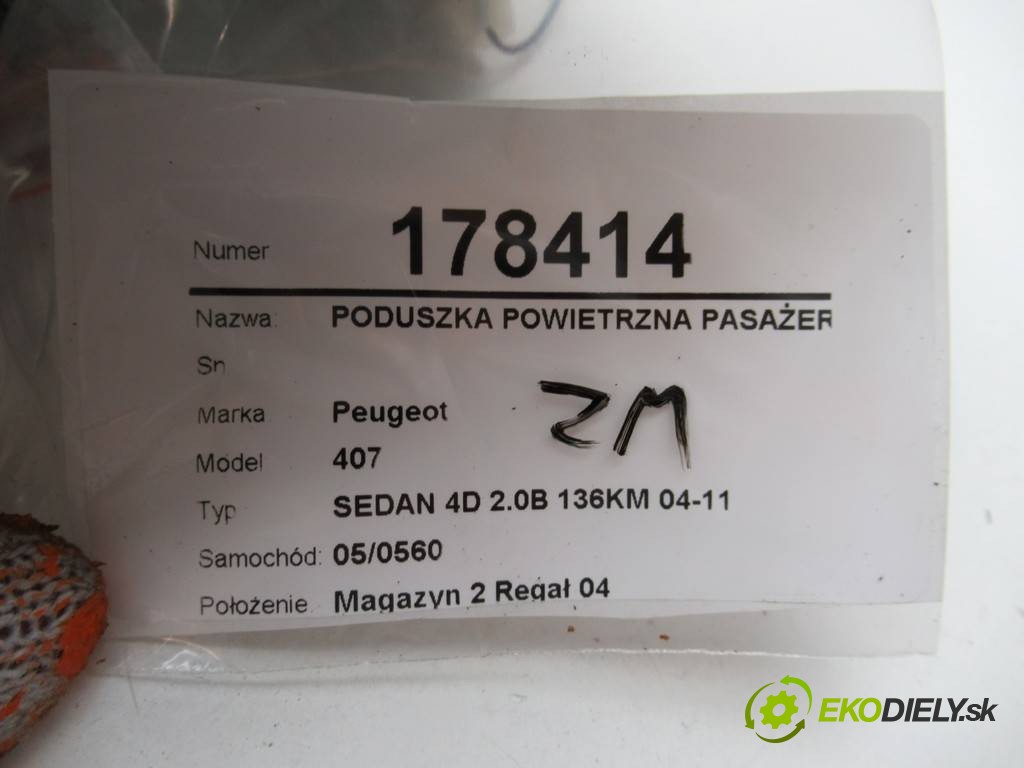 Numer 178414
Nazwa: PODUSZKA POWIETRZNA PASAŻER
Sn
Marka Peugeot
ZM
Model 407
Typ SEDAN 4D 2.0B 136KM 04-11
Samochód: 05/0560
Położenie Magazyn 2 Regał 04
EKODIELY.sk